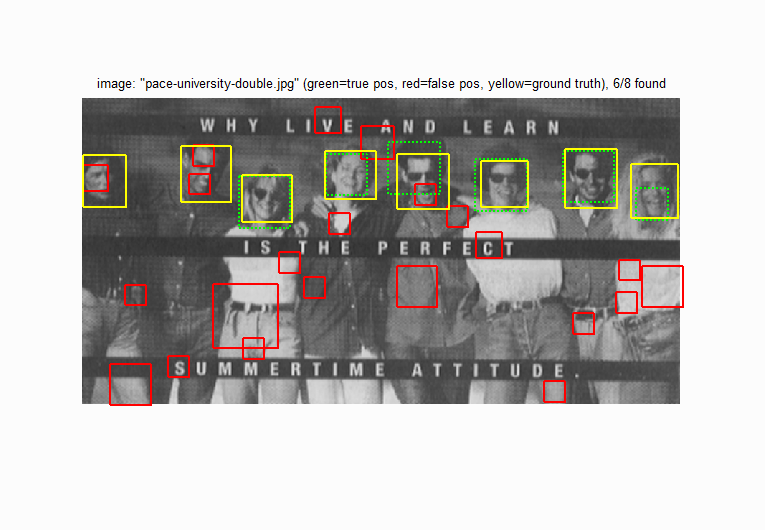 image: "pace-university-double.jpg" (green=true pos, red=false pos, yellow=ground truth), 6/8 found
WHY LIVE AND LEARN
IS THE PERFECT
SUMMERTIME ATTITUDE.